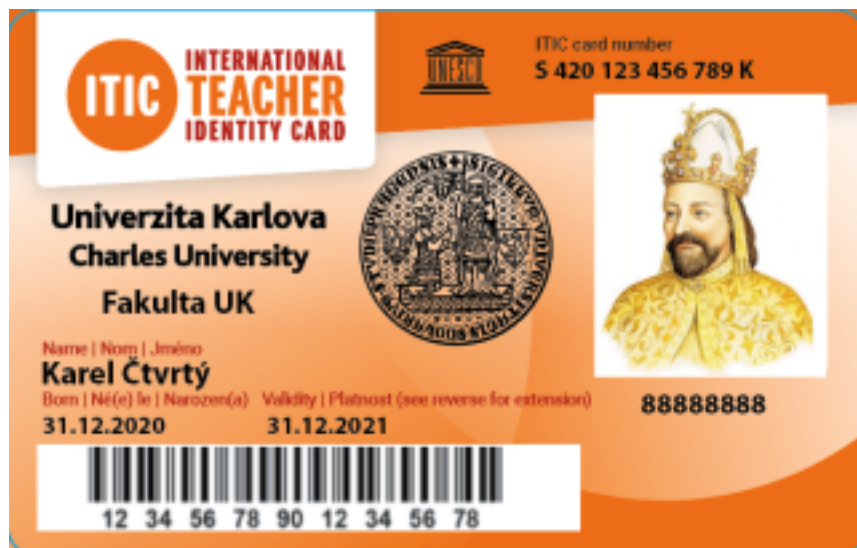 ITIC
INTERNATIONAL
TEACHER
IDENTITY CARD
UNESCO
ITIC card number
S 420 123 456 789 K
Univerzita Karlova
Charles University
Fakulta UK
Name | Nom | Jméno
Karel Čtvrtý
Born | Né(e) le | Narozen(a) Validity | Platnost (see reverse for extension)
31.12.2020 31.12.2021
88888888
12 34 56 78 90 12 34 56 78